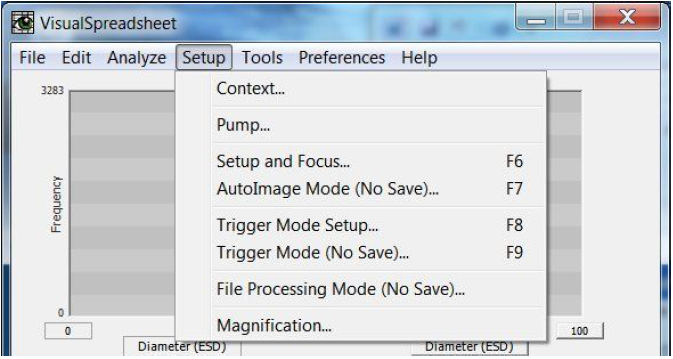 VisualSpreadsheet
File Edit Analyze Setup Tools Preferences Help
3283
Context...
Pump...
Setup and Focus... F6
AutoImage Mode (No Save)... F7
Frequency
Trigger Mode Setup... F8
Trigger Mode (No Save)... F9
File Processing Mode (No Save)...
0
Magnification...
0 100
Diameter (ESD) Diameter (ESD)